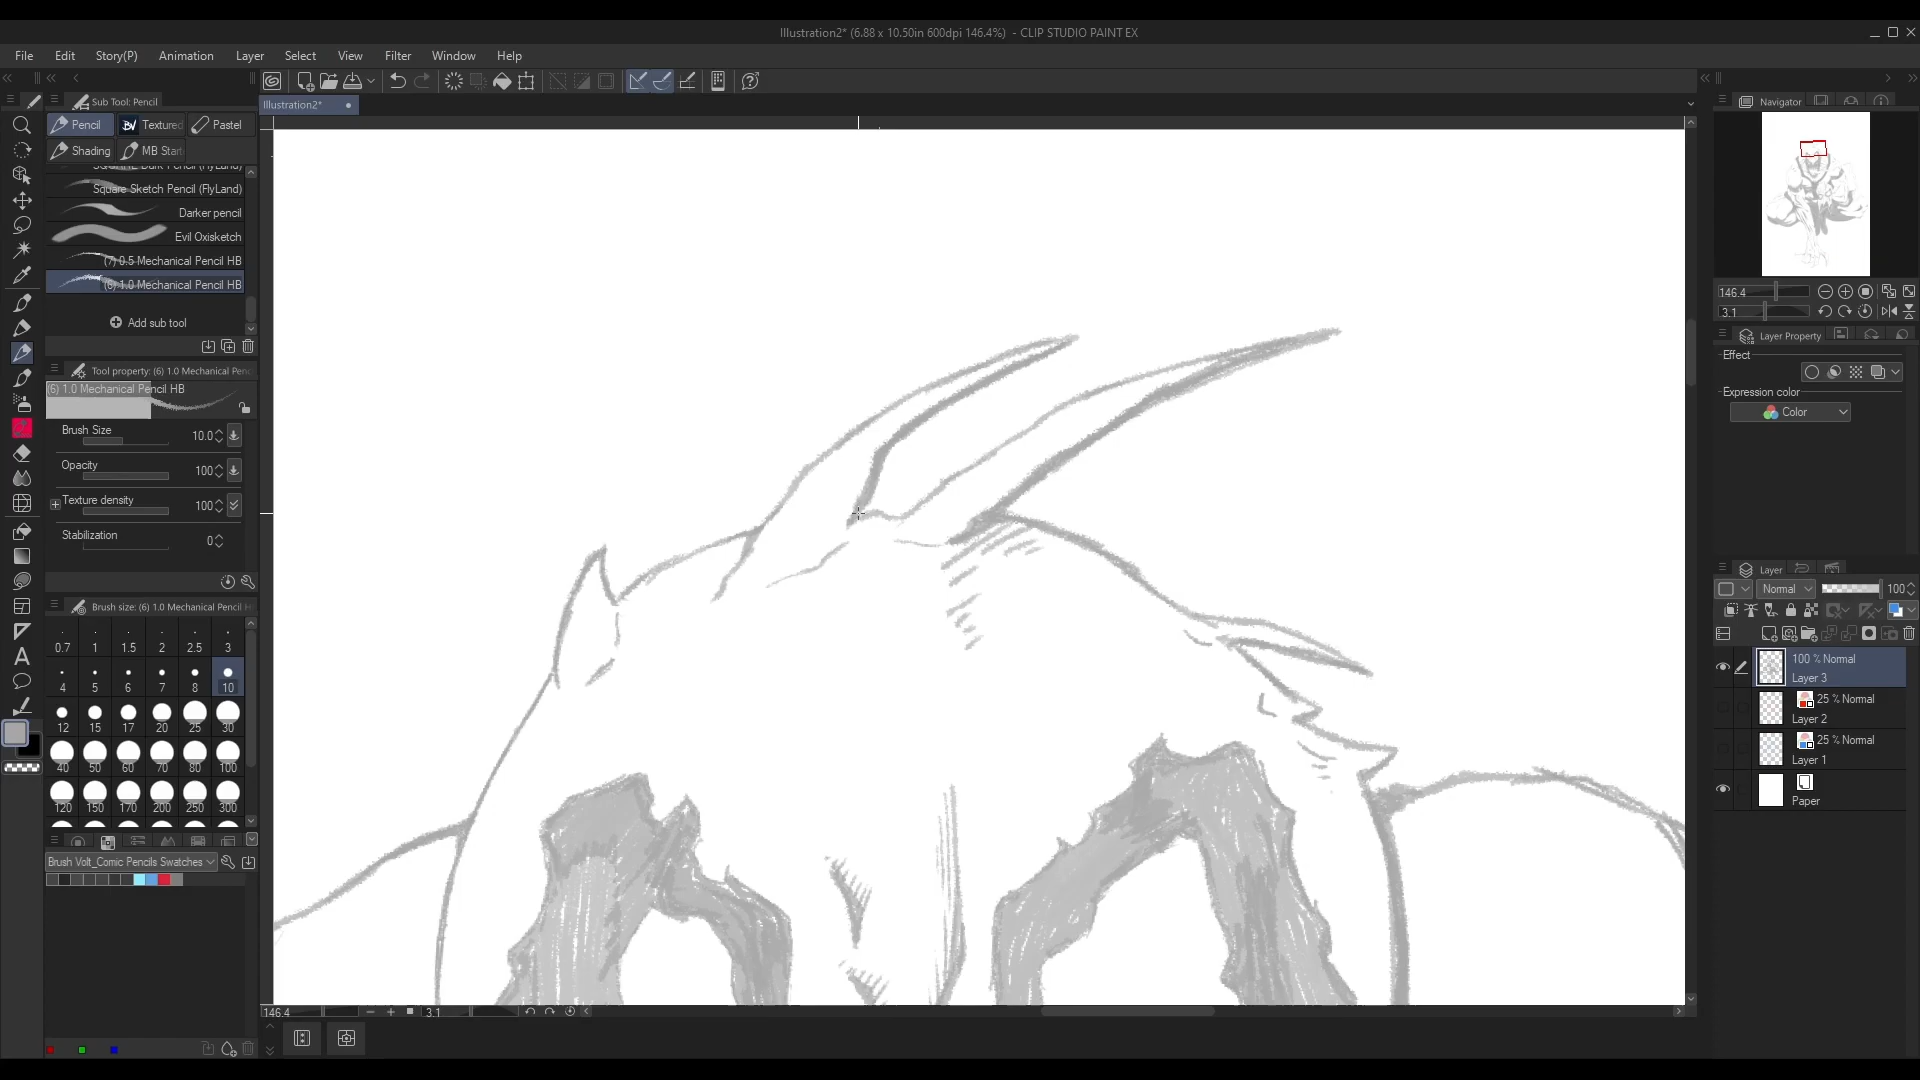 Illustration2* (6.88 x 10.50in 600dpi 146.4%)  - CLIP STUDIO PAINT EX
File Edit Story(P) Animation Layer Select View Filter Window Help
Sub Tool: Pencil
Illustration2*
Navigator
Pencil Textured Pastel
Shading MB Start
Square Sketch Pencil (FlyLand)
Darker pencil
Evil Oxisketch
(7) 0.5 Mechanical Pencil HB
(6) 1.0 Mechanical Pencil HB
Add sub tool
Tool property: (6) 1.0 Mechanical Penc
(6) 1.0 Mechanical Pencil HB
Brush Size 10.0
Opacity 100
Texture density 100
Stabilization 0
Brush size: (6) 1.0 Mechanical Pencil H
0.7 1 1.5 2 2.5 3
4 5 6 7 8 10
12 15 17 20 25 30
40 50 60 70 80 100
120 150 170 200 250 300
Brush Volt_Comic Pencils Swatches
146.4 3.1
146.4
3.1
Layer Property
Effect
Expression color
Color
Layer
Normal 100
100 % Normal
Layer 3
25 % Normal
Layer 2
25 % Normal
Layer 1
Paper